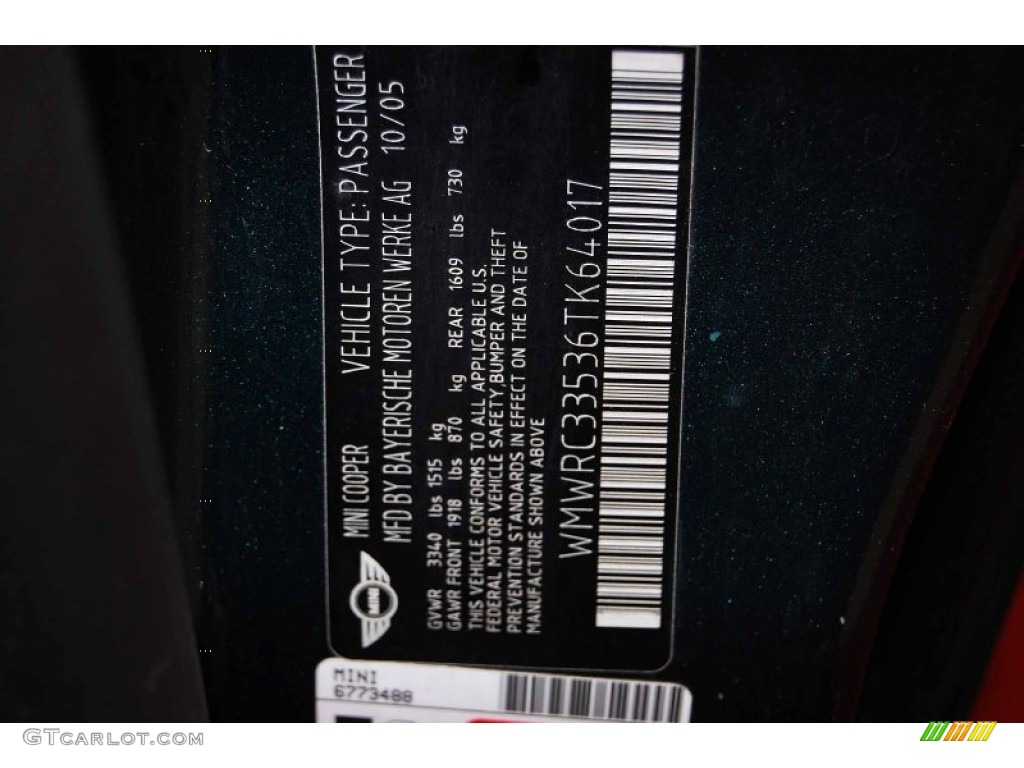 MINI COOPER VEHICLE TYPE: PASSENGER
MFD BY BAYERISCHE MOTOREN WERKE AG 10/05
MINI
GVWR 3340 lbs 1515 kg
GAWR FRONT 1918 lbs 870 kg REAR 1609 lbs 730 kg
THIS VEHICLE CONFORMS TO ALL APPLICABLE U.S.
FEDERAL MOTOR VEHICLE SAFETY,BUMPER AND THEFT
PREVENTION STANDARDS IN EFFECT ON THE DATE OF
MANUFACTURE SHOWN ABOVE
WMWRC33536TK64017
MINI
6773488
GTCARLOT.COM